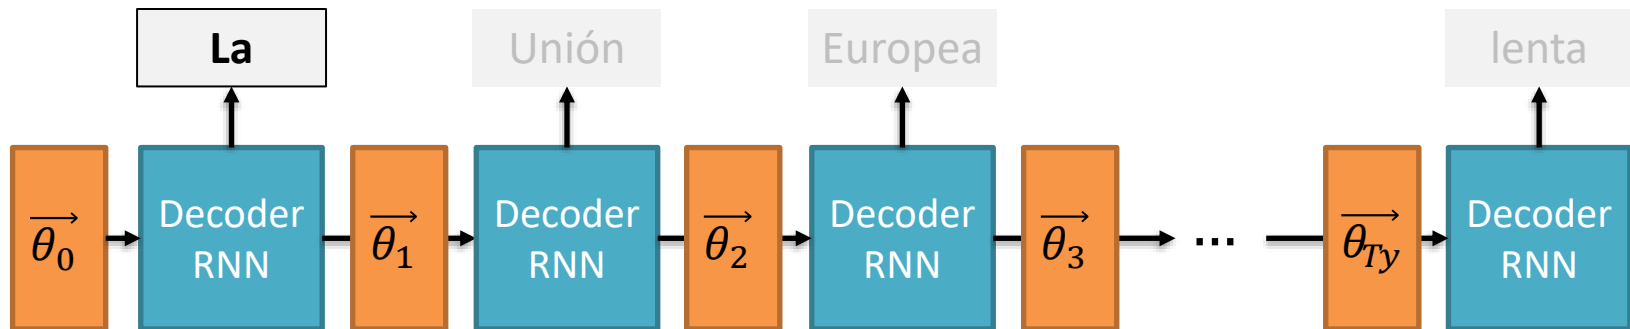 La
Unión
Europea
lenta
θ₀
Decoder
RNN
θ₁
Decoder
RNN
θ₂
Decoder
RNN
θ₃
...
θTy
Decoder
RNN